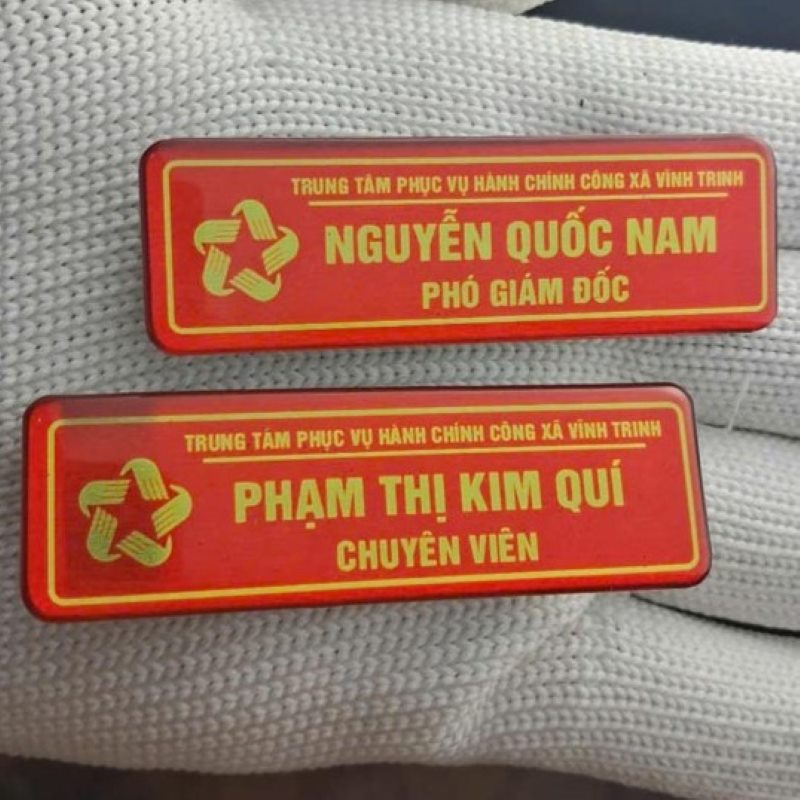 TRUNG TÂM PHỤC VỤ HÀNH CHÍNH CÔNG XÃ VĨNH TRINH
NGUYỄN QUỐC NAM
PHÓ GIÁM ĐỐC
TRUNG TÂM PHỤC VỤ HÀNH CHÍNH CÔNG XÃ VĨNH TRINH
PHẠM THỊ KIM QUÍ
CHUYÊN VIÊN